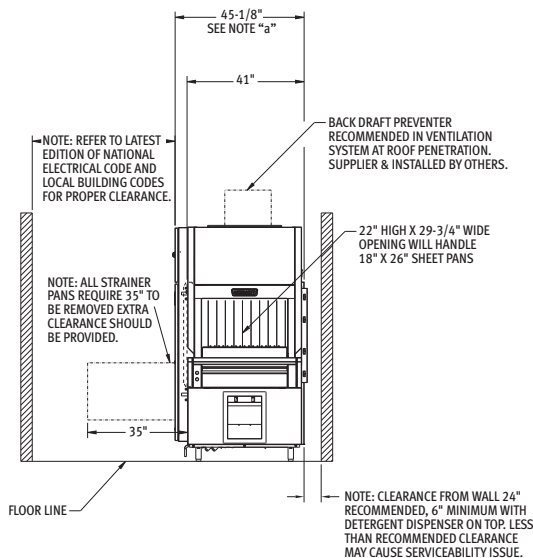 45-1/8"
SEE NOTE “a”
41"
BACK DRAFT PREVENTER
RECOMMENDED IN VENTILATION
SYSTEM AT ROOF PENETRATION.
SUPPLIER & INSTALLED BY OTHERS.
NOTE: REFER TO LATEST
EDITION OF NATIONAL
ELECTRICAL CODE AND
LOCAL BUILDING CODES
FOR PROPER CLEARANCE.
22" HIGH X 29-3/4" WIDE
OPENING WILL HANDLE
18" X 26" SHEET PANS
NOTE: ALL STRAINER
PANS REQUIRE 35" TO
BE REMOVED EXTRA
CLEARANCE SHOULD
BE PROVIDED.
35"
FLOOR LINE
NOTE: CLEARANCE FROM WALL 24"
RECOMMENDED, 6" MINIMUM WITH
DETERGENT DISPENSER ON TOP. LESS
THAN RECOMMENDED CLEARANCE
MAY CAUSE SERVICEABILITY ISSUE.